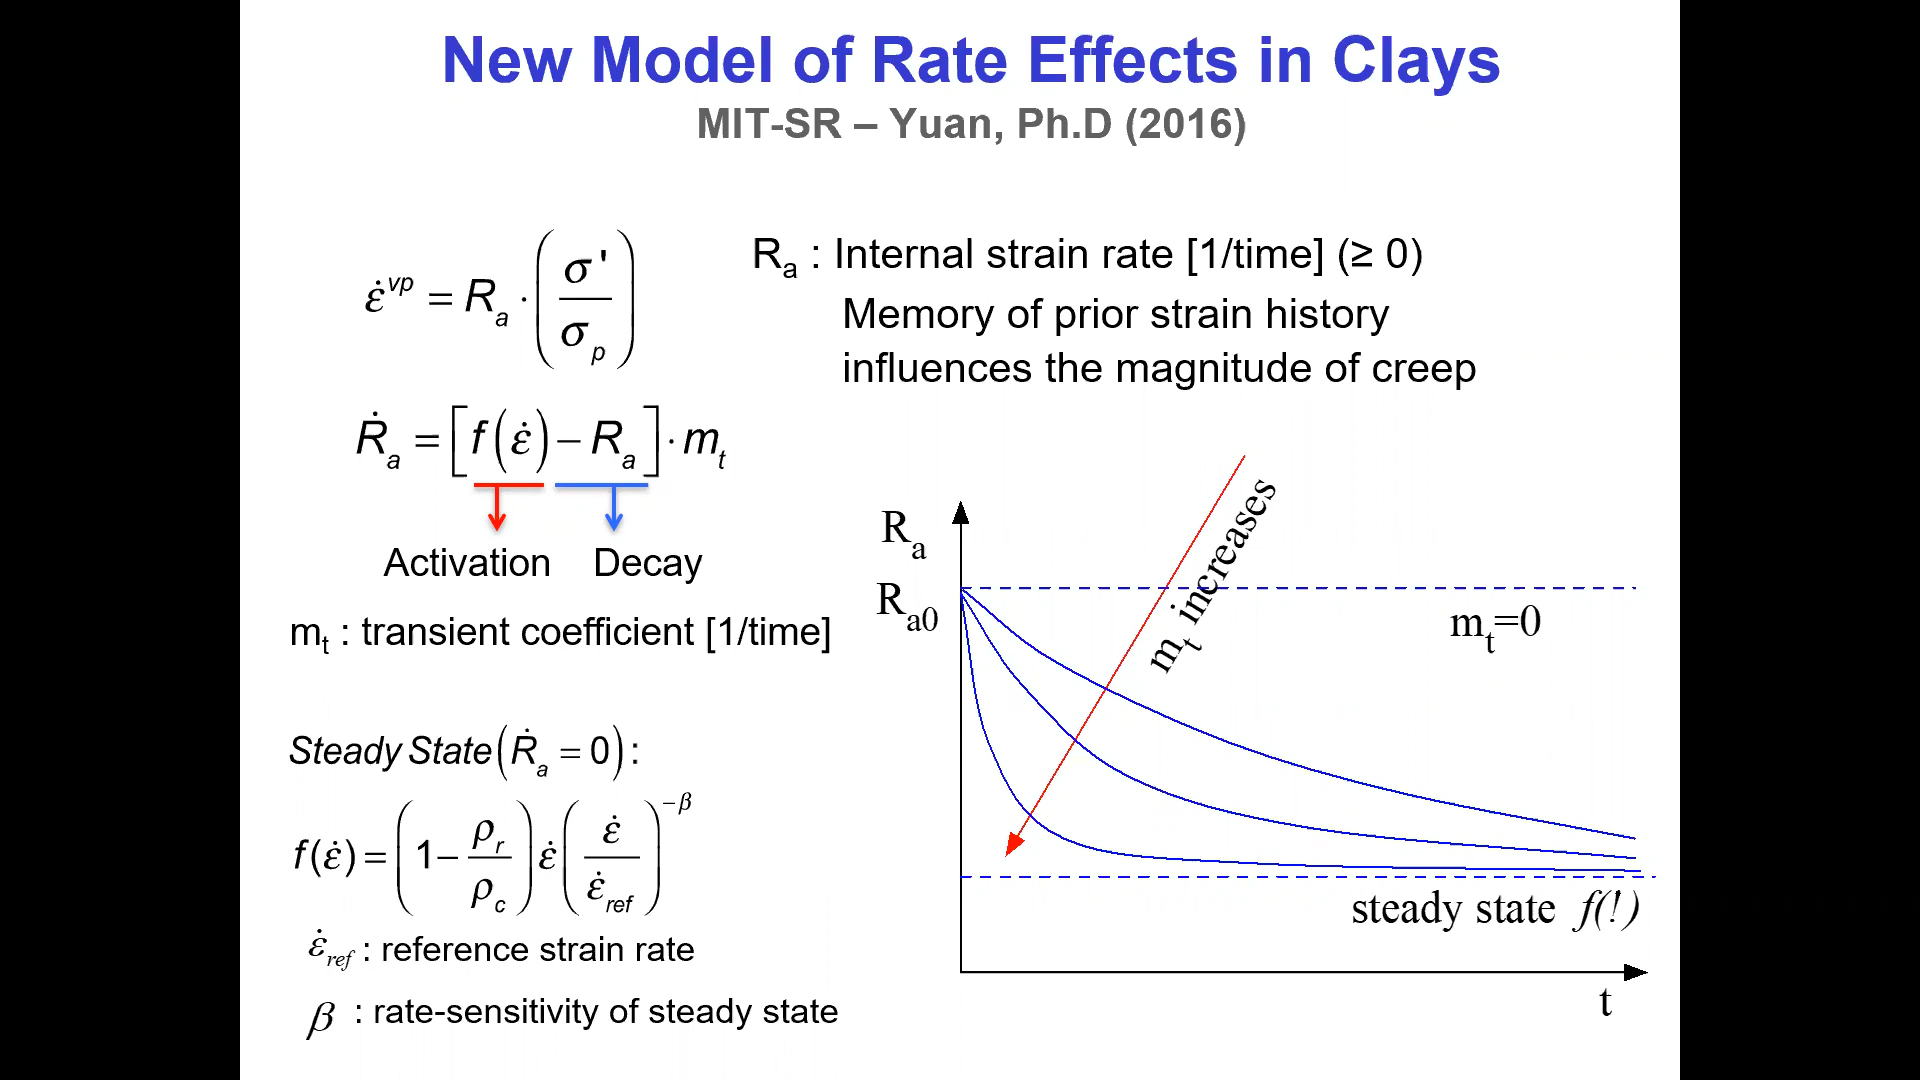 New Model of Rate Effects in Clays
MIT-SR – Yuan, Ph.D (2016)
ε̇^vp = R_a · (σ' / σ_p)
R_a : Internal strain rate [1/time] (≥ 0)
Memory of prior strain history
influences the magnitude of creep
Ṙ_a = [f(ε̇) – R_a] · m_t
Activation Decay
m_t : transient coefficient [1/time]
Steady State (Ṙ_a = 0) :
f(ε̇) = (1 – ρ_r / ρ_c) ε̇ (ε̇ / ε̇_ref)^–β
ε̇_ref : reference strain rate
β : rate-sensitivity of steady state
R_a
R_a0
m_t increases
m_t=0
steady state f(!)
t